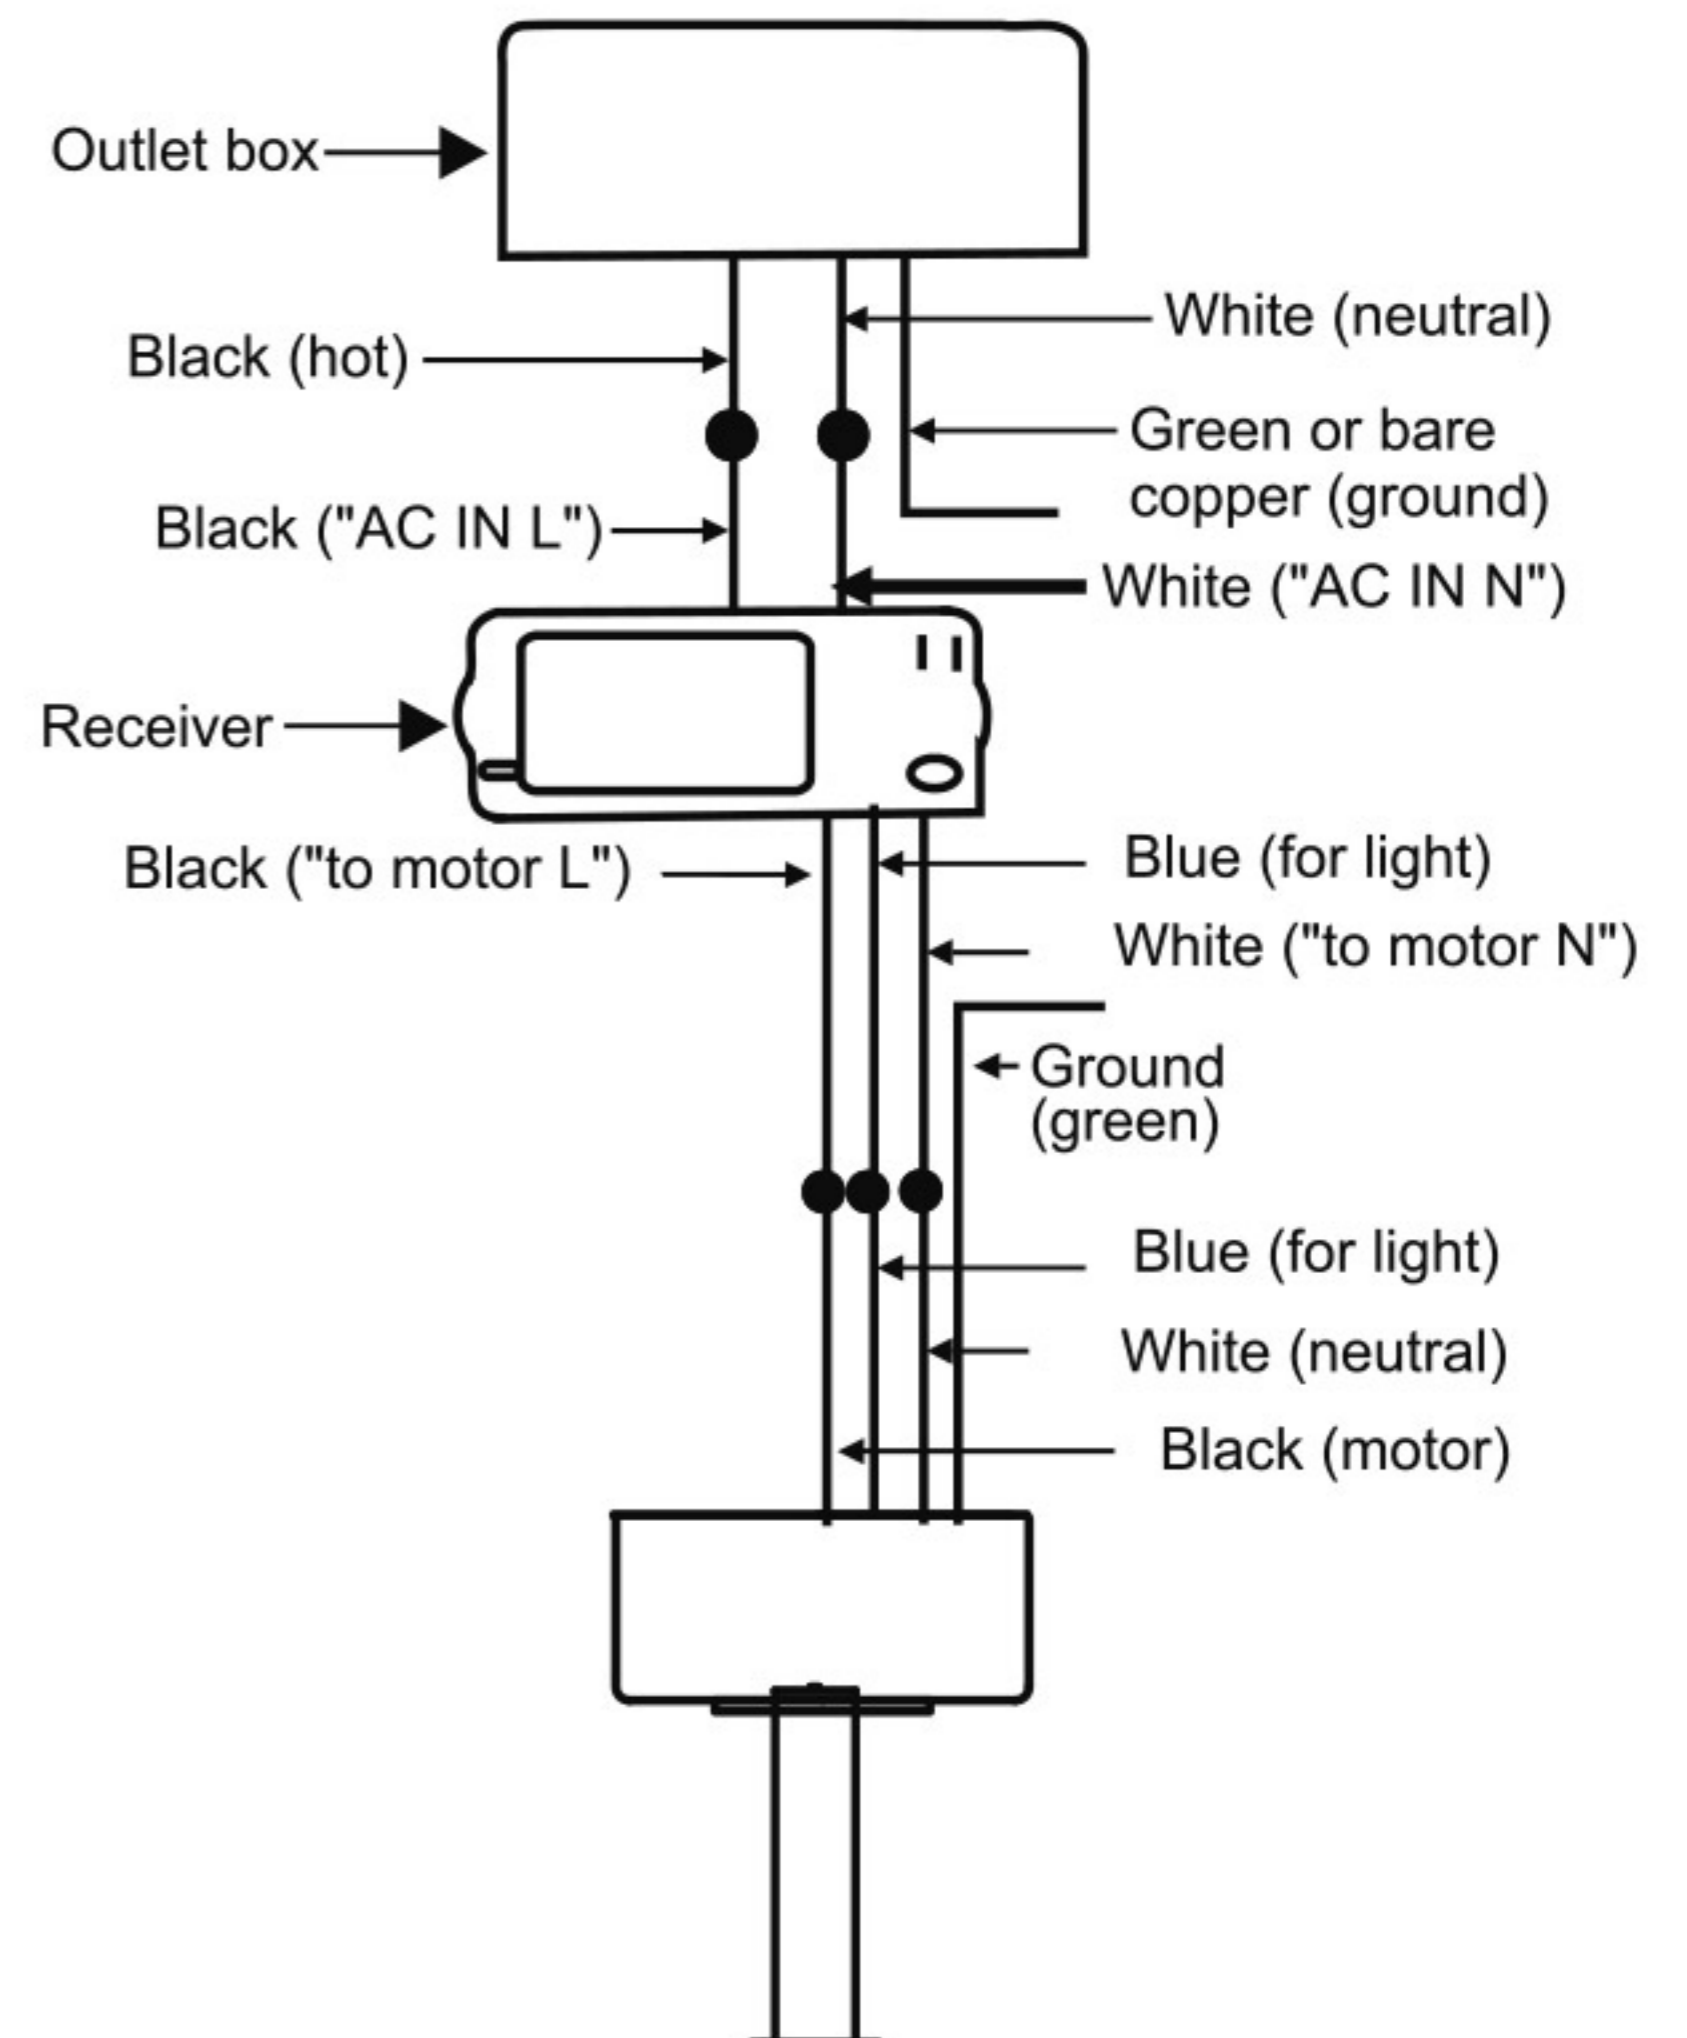 Outlet box
White (neutral)
Black (hot)
Green or bare
copper (ground)
Black ("AC IN L")
White ("AC IN N")
Receiver
Black ("to motor L")
Blue (for light)
White ("to motor N")
Ground
(green)
Blue (for light)
White (neutral)
Black (motor)